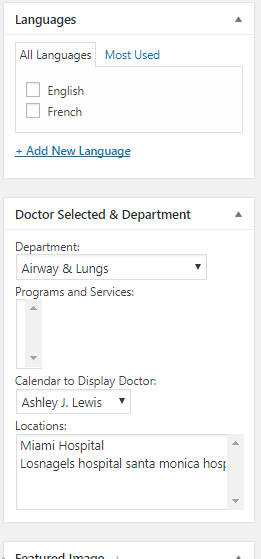 Languages
All Languages
Most Used
English
French
+ Add New Language
Doctor Selected & Department
Department:
Airway & Lungs
Programs and Services:
Calendar to Display Doctor:
Ashley J. Lewis
Locations:
Miami Hospital
Losnagels hospital santa monica hosp
Featured Image